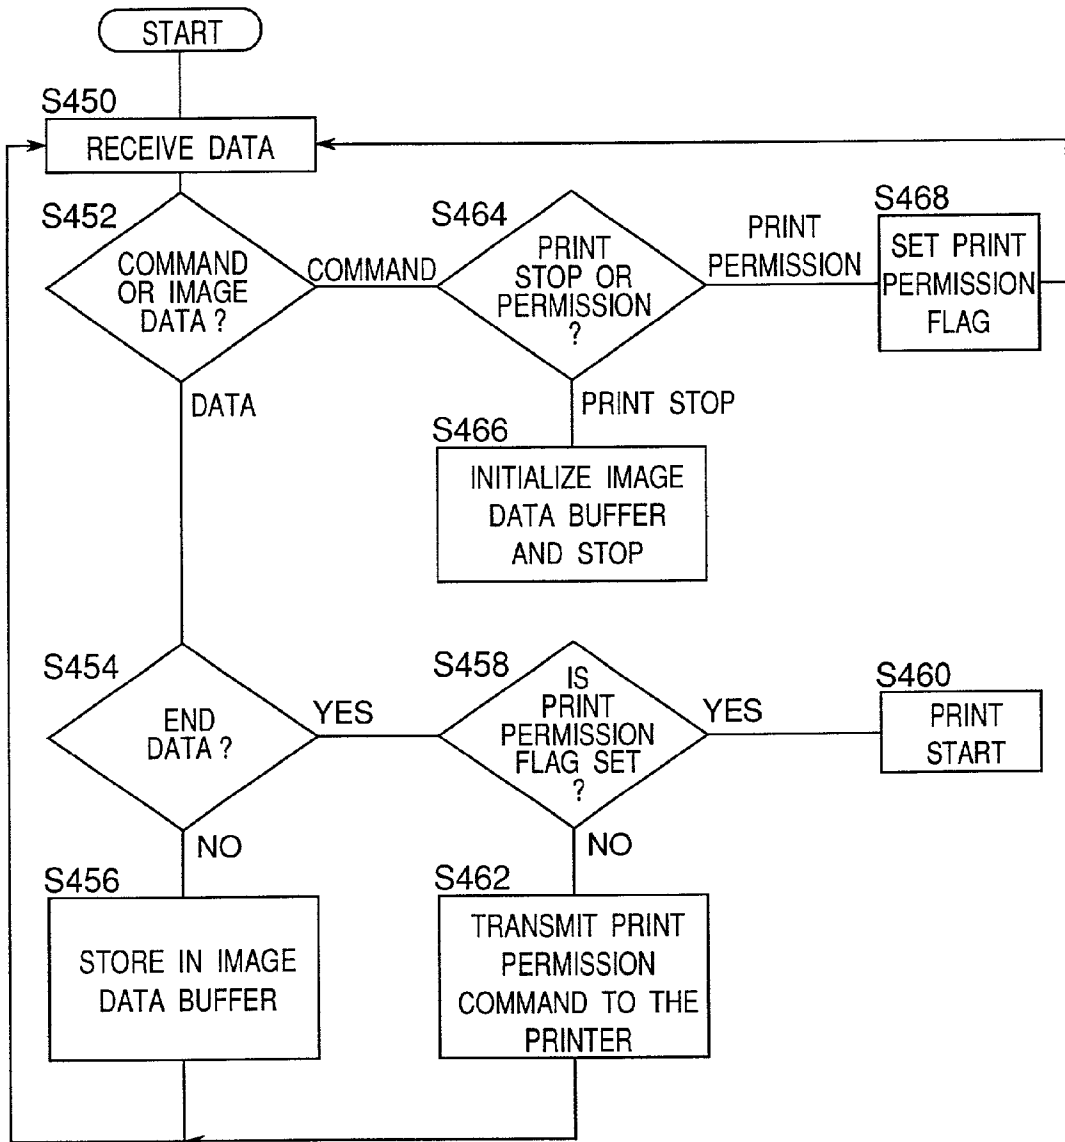 START
S450
RECEIVE DATA
S452
COMMAND
OR IMAGE
DATA ?
COMMAND
S464
PRINT
STOP OR
PERMISSION
?
PRINT
PERMISSION
S468
SET PRINT
PERMISSION
FLAG
DATA
PRINT STOP
S466
INITIALIZE IMAGE
DATA BUFFER
AND STOP
S454
END
DATA ?
YES
S458
IS
PRINT
PERMISSION
FLAG SET
?
YES
S460
PRINT
START
NO
NO
S456
STORE IN IMAGE
DATA BUFFER
S462
TRANSMIT PRINT
PERMISSION
COMMAND TO THE
PRINTER